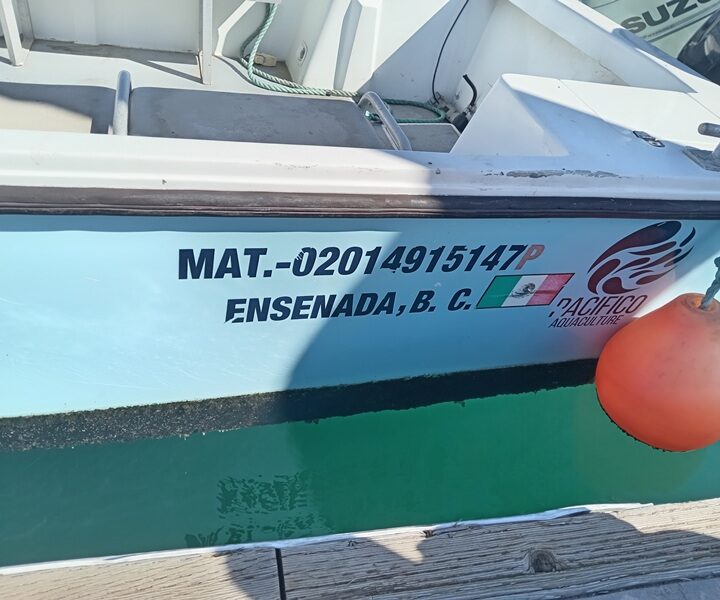 SUZU
MAT.-02014915147P
ENSENADA, B. C.
PACIFICO
AQUACULTURE